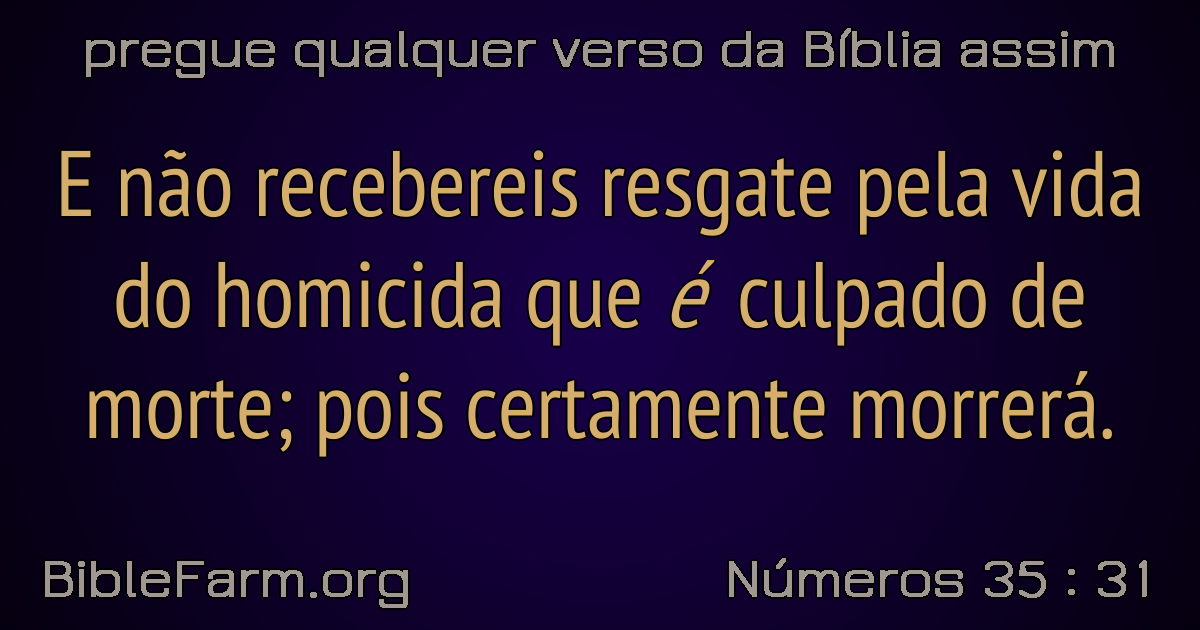 pregue qualquer verso da Bíblia assim
E não recebereis resgate pela vida
do homicida que é culpado de
morte; pois certamente morrerá.
BibleFarm.org
Números 35 : 31